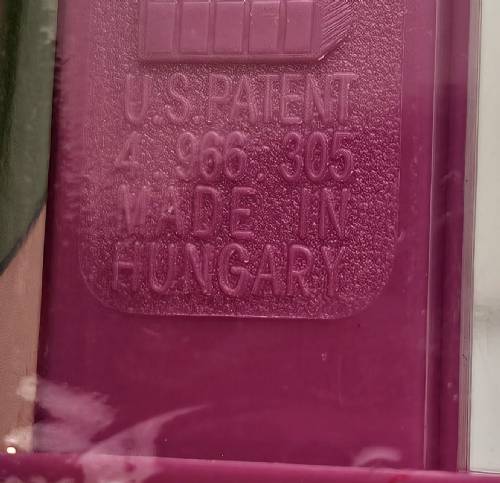 U.S. PATENT
4,966,305
MADE IN
HUNGARY